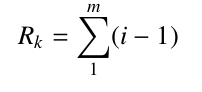 R_k = \sum_{1}^{m} (i - 1)